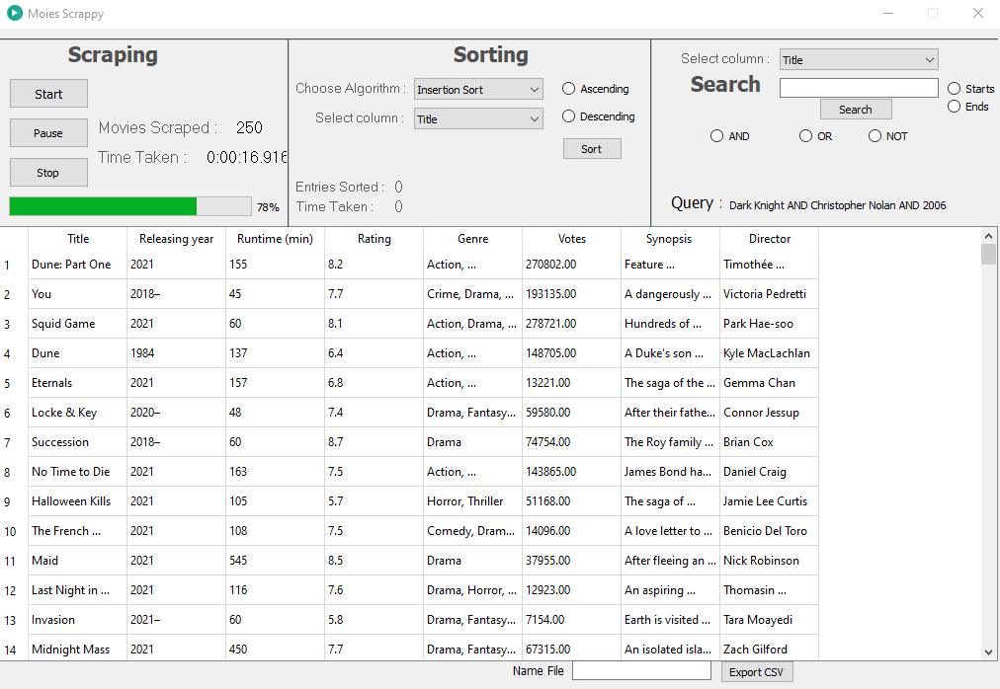 Moies Scrappy
Scraping
Start
Pause
Movies Scraped : 250
Time Taken : 0:00:16.916
Stop
78%
Sorting
Choose Algorithm : Insertion Sort
Ascending
Select column : Title
Descending
Sort
Entries Sorted : 0
Time Taken : 0
Select column : Title
Search
Starts
Search
Ends
AND OR NOT
Query : Dark Knight AND Christopher Nolan AND 2006
Title Releasing year Runtime (min) Rating Genre Votes Synopsis Director
1 Dune: Part One 2021 155 8.2 Action, ... 270802.00 Feature ... Timothée ...
2 You 2018– 45 7.7 Crime, Drama, ... 193135.00 A dangerously ... Victoria Pedretti
3 Squid Game 2021 60 8.1 Action, Drama, ... 278721.00 Hundreds of ... Park Hae-soo
4 Dune 1984 137 6.4 Action, ... 148705.00 A Duke's son ... Kyle MacLachlan
5 Eternals 2021 157 6.8 Action, ... 13221.00 The saga of the ... Gemma Chan
6 Locke & Key 2020– 48 7.4 Drama, Fantasy... 59580.00 After their fathe... Connor Jessup
7 Succession 2018– 60 8.7 Drama 74754.00 The Roy family ... Brian Cox
8 No Time to Die 2021 163 7.5 Action, ... 143865.00 James Bond ha... Daniel Craig
9 Halloween Kills 2021 105 5.7 Horror, Thriller 51168.00 The saga of ... Jamie Lee Curtis
10 The French ... 2021 108 7.5 Comedy, Dram... 14096.00 A love letter to ... Benicio Del Toro
11 Maid 2021 545 8.5 Drama 37955.00 After fleeing an ... Nick Robinson
12 Last Night in ... 2021 116 7.6 Drama, Horror, ... 12923.00 An aspiring ... Thomasin ...
13 Invasion 2021– 60 5.8 Drama, Fantasy... 7154.00 Earth is visited ... Tara Moayedi
14 Midnight Mass 2021 450 7.7 Drama, Fantasy... 67315.00 An isolated isla... Zach Gilford
Name File Export CSV